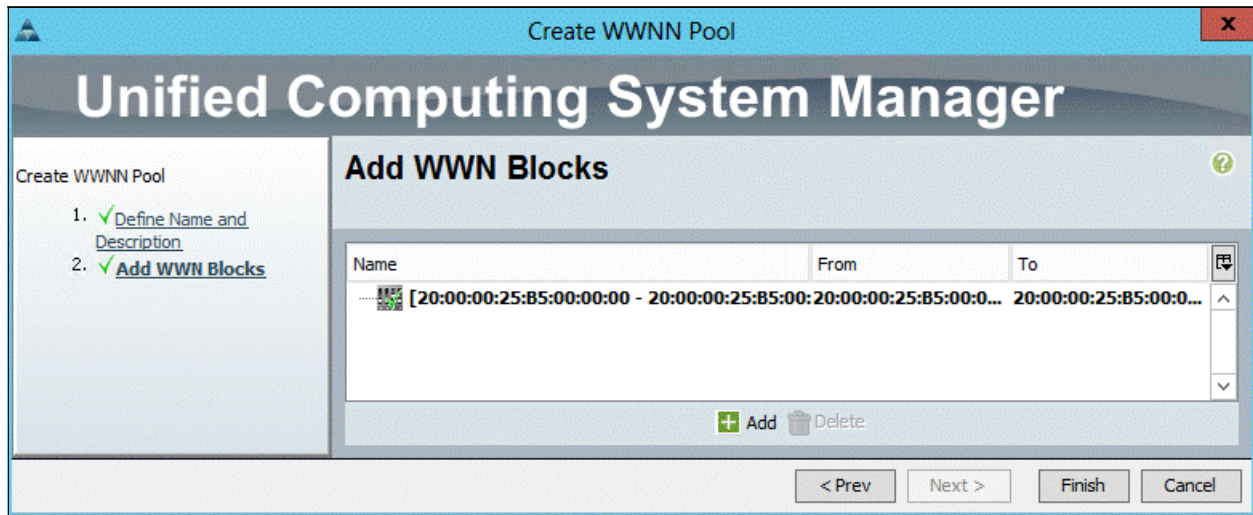 Create WWNN Pool
x
Unified Computing System Manager
Create WWNN Pool
1. Define Name and
Description
2. Add WWN Blocks
Add WWN Blocks
?
Name From To
[20:00:00:25:B5:00:00:00 - 20:00:00:25:B5:00: 20:00:00:25:B5:00:0... 20:00:00:25:B5:00:0...
+ Add Delete
< Prev Next > Finish Cancel